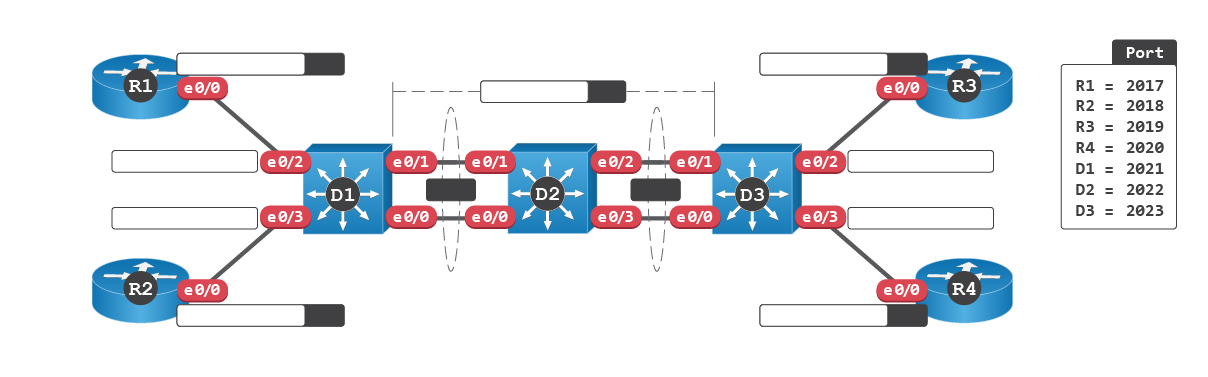 R1
e0/0
R3
e0/0
Port
R1 = 2017
R2 = 2018
R3 = 2019
R4 = 2020
D1 = 2021
D2 = 2022
D3 = 2023
e0/2
D1
e0/1
e0/1
D2
e0/2
e0/1
D3
e0/2
e0/3
e0/0
e0/0
e0/3
e0/0
e0/3
R2
e0/0
e0/0
R4